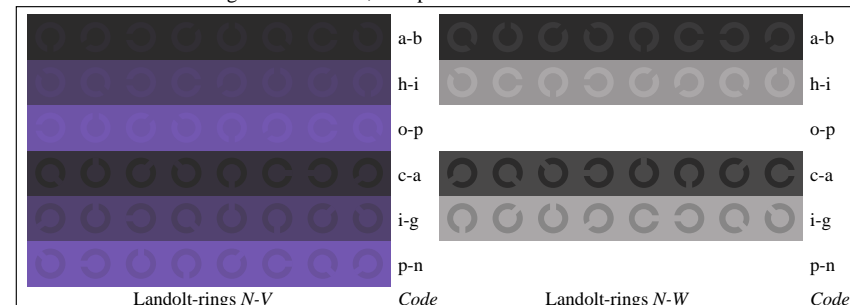 a-b a-b
h-i h-i
o-p o-p
c-a c-a
i-g i-g
p-n p-n
Landolt-rings N-V Code Landolt-rings N-W Code